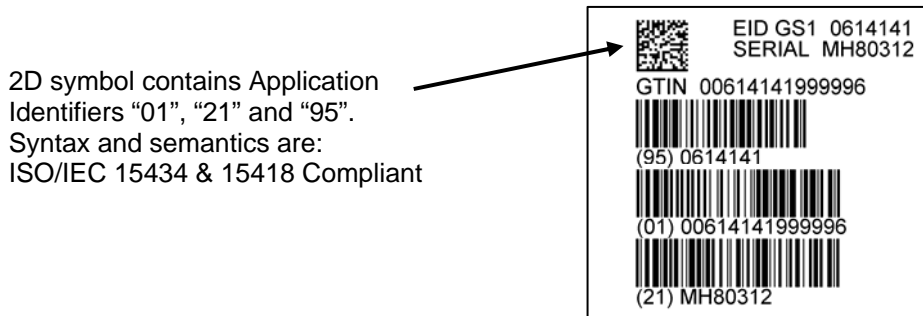 2D symbol contains Application
Identifiers “01”, “21” and “95”.
Syntax and semantics are:
ISO/IEC 15434 & 15418 Compliant
EID GS1 0614141
SERIAL MH80312
GTIN 00614141999996
(95) 0614141
(01) 00614141999996
(21) MH80312